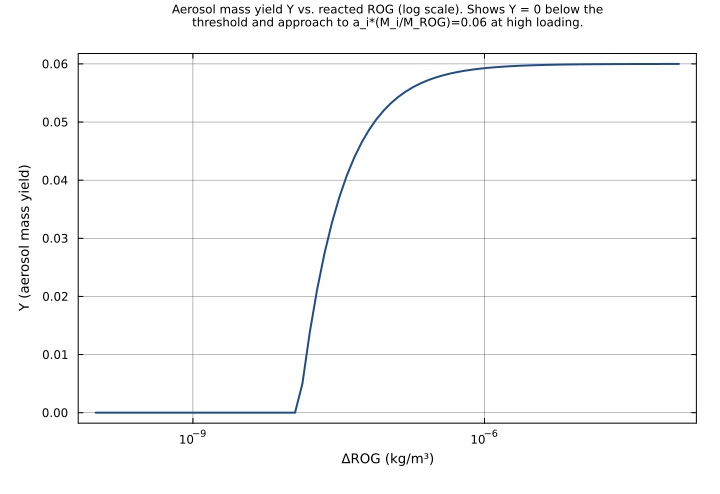 Aerosol mass yield Y vs. reacted ROG (log scale). Shows Y = 0 below the
threshold and approach to a_i*(M_i/M_ROG)=0.06 at high loading.
0.06
0.05
0.04
0.03
0.02
0.01
0.00
Y (aerosol mass yield)
10⁻⁹
10⁻⁶
ΔROG (kg/m³)